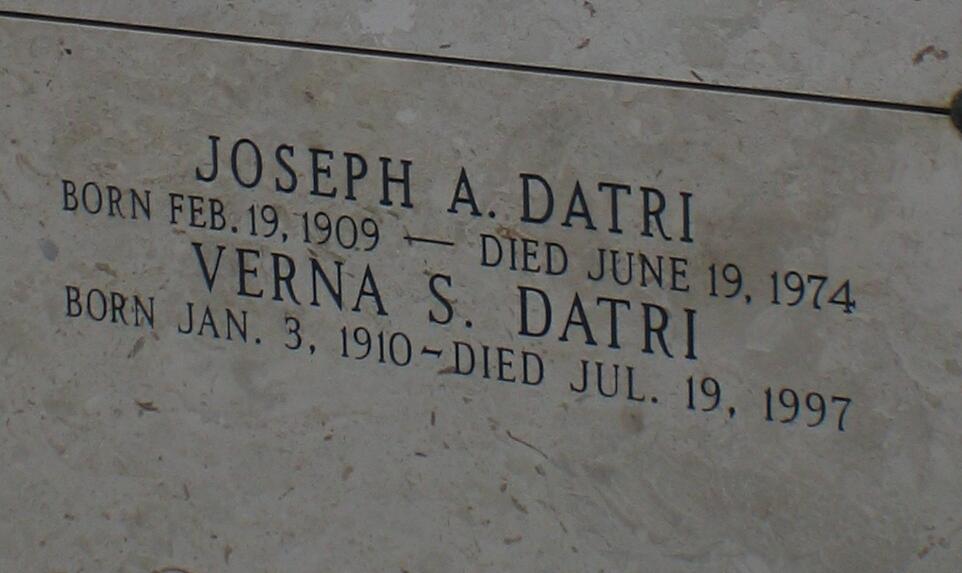 JOSEPH A. DATRI
BORN FEB. 19, 1909 — DIED JUNE 19, 1974
VERNA S. DATRI
BORN JAN. 3, 1910 ~ DIED JUL. 19, 1997